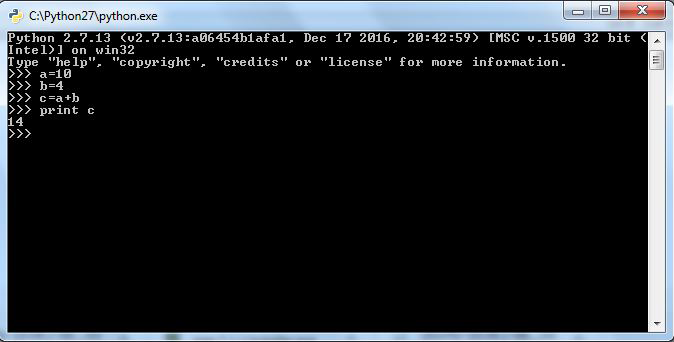 C:\Python27\python.exe
Python 2.7.13 (v2.7.13:a06454b1afa1, Dec 17 2016, 20:42:59) [MSC v.1500 32 bit (
Intel)] on win32
Type "help", "copyright", "credits" or "license" for more information.
>>> a=10
>>> b=4
>>> c=a+b
>>> print c
14
>>>